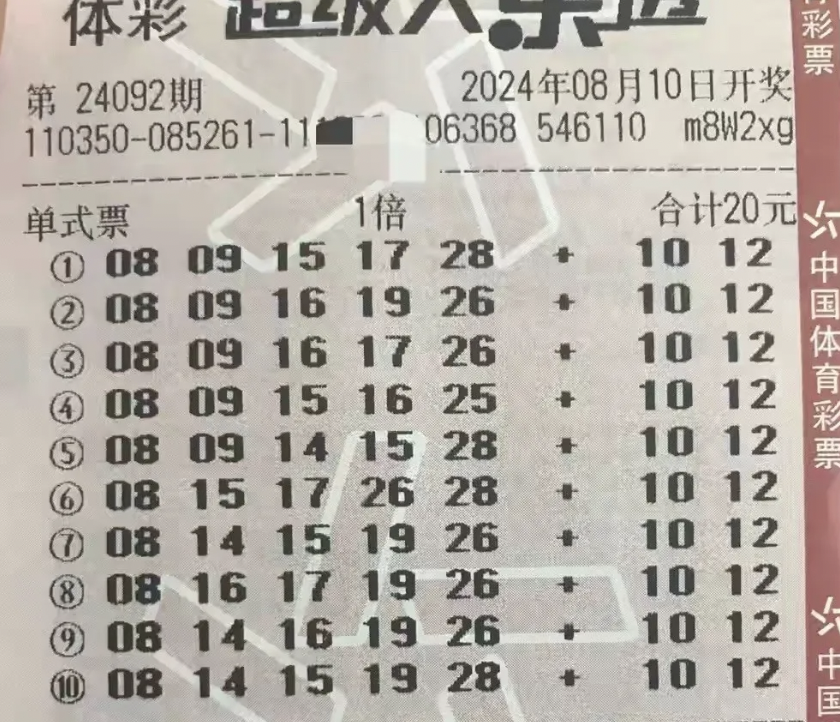 体彩 超级大乐透
第 24092期 2024年08月10日开奖
110350-085261-11 06368 546110 m8W2xg
单式票 1倍 合计20元
① 08 09 15 17 28 + 10 12
② 08 09 16 19 26 + 10 12
③ 08 09 16 17 26 + 10 12
④ 08 09 15 16 25 + 10 12
⑤ 08 09 14 15 28 + 10 12
⑥ 08 15 17 26 28 + 10 12
⑦ 08 14 15 19 26 + 10 12
⑧ 08 16 17 19 26 + 10 12
⑨ 08 14 16 19 26 + 10 12
⑩ 08 14 15 19 28 + 10 12
彩票
中国体育彩票
中国